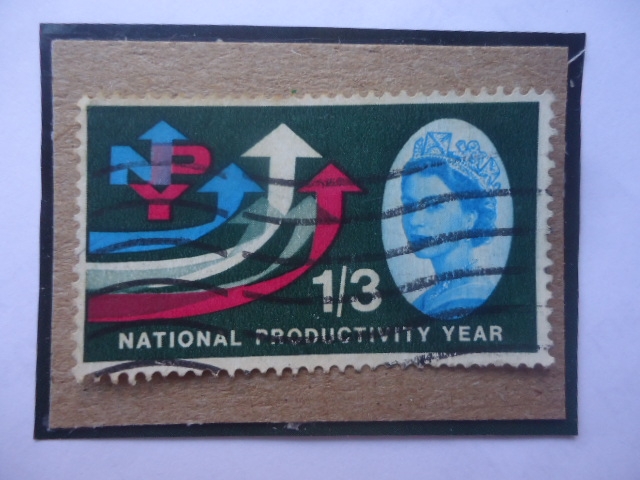 NPY
1/3
NATIONAL PRODUCTIVITY YEAR